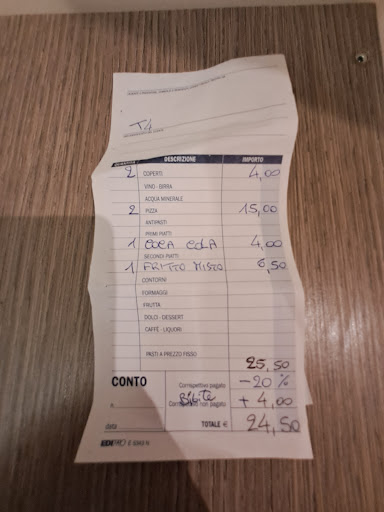 T4
QUANTITÀ DESCRIZIONE IMPORTO
2 COPERTI 4,00
VINO - BIRRA
ACQUA MINERALE
2 PIZZA 15,00
ANTIPASTI
PRIMI PIATTI
1 COCA COLA 4,00
SECONDI PIATTI
1 FRITTO MISTO 6,50
CONTORNI
FORMAGGI
FRUTTA
DOLCI - DESSERT
CAFFÈ - LIQUORI
PASTI A PREZZO FISSO
25,50
CONTO Corrispettivo pagato -20 %
Bibite + 4,00
Corrispettivo non pagato
data TOTALE € 24,50